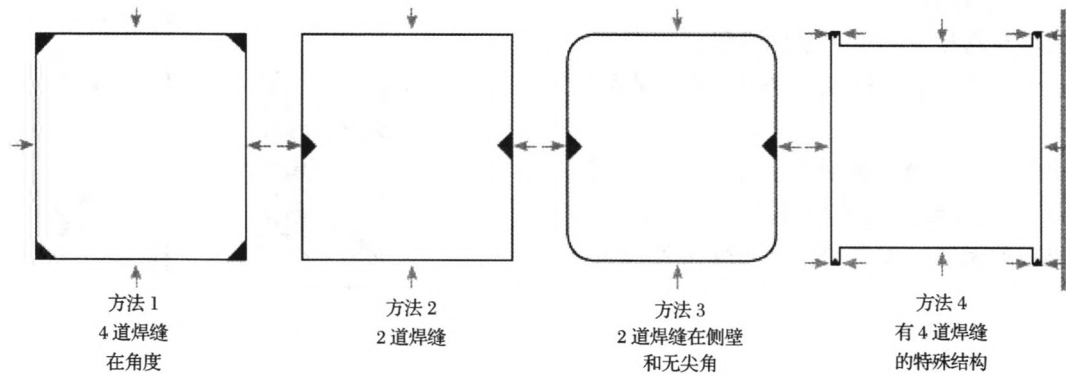 方法 1
4 道焊缝
在角度
方法 2
2 道焊缝
方法 3
2 道焊缝在侧壁
和无尖角
方法 4
有 4 道焊缝
的特殊结构